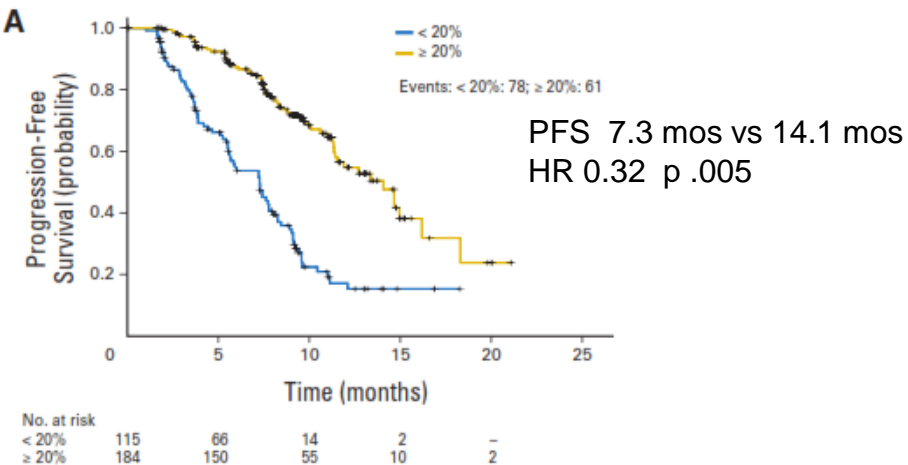 A
1.0
0.8
0.6
0.4
0.2
Progression-Free
Survival (probability)
< 20%
≥ 20%
Events: < 20%: 78; ≥ 20%: 61
PFS 7.3 mos vs 14.1 mos
HR 0.32 p .005
0 5 10 15 20 25
Time (months)
No. at risk
< 20% 115 66 14 2 –
≥ 20% 184 150 55 10 2